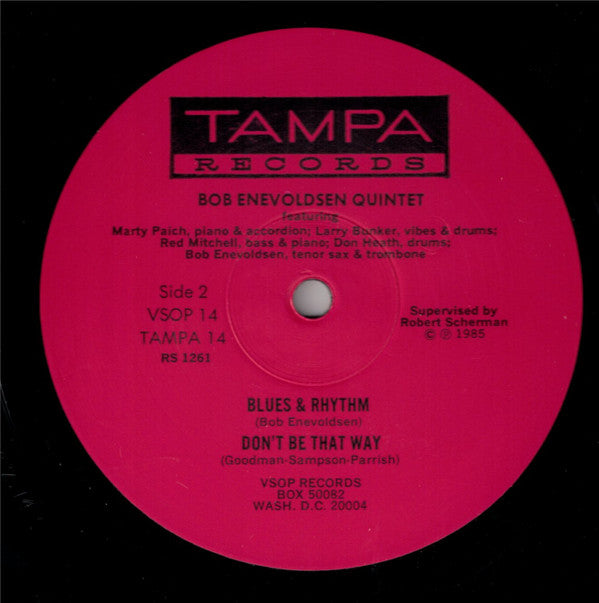 TAMPA
RECORDS
BOB ENEVOLDSEN QUINTET
featuring
Marty Paich, piano & accordion; Larry Bunker, vibes & drums;
Red Mitchell, bass & piano; Don Heath, drums;
Bob Enevoldsen, tenor sax & trombone
Side 2
VSOP 14
TAMPA 14
RS 1261
Supervised by
Robert Scherman
© ℗ 1985
BLUES & RHYTHM
(Bob Enevoldsen)
DON'T BE THAT WAY
(Goodman-Sampson-Parrish)
VSOP RECORDS
BOX 50082
WASH. D.C. 20004